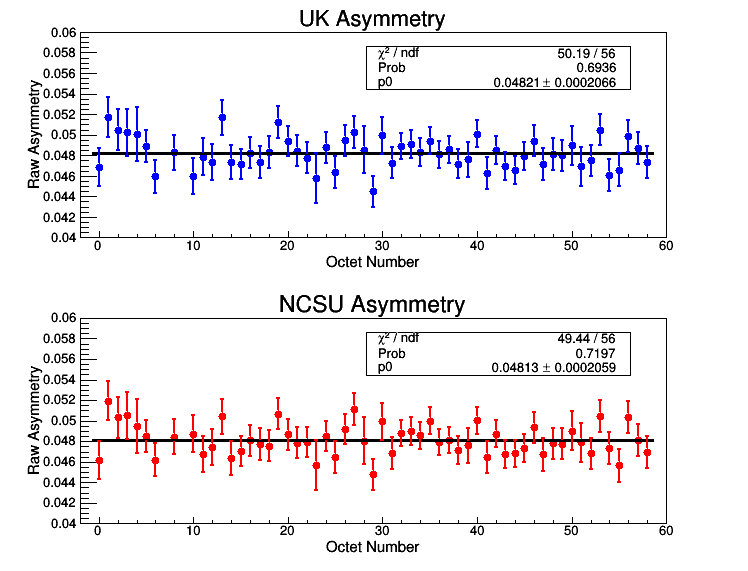 UK Asymmetry
χ² / ndf 50.19 / 56
Prob 0.6936
p0 0.04821 ± 0.0002066
Raw Asymmetry
0.06
0.058
0.056
0.054
0.052
0.05
0.048
0.046
0.044
0.042
0.04
0 10 20 30 40 50 60
Octet Number
NCSU Asymmetry
χ² / ndf 49.44 / 56
Prob 0.7197
p0 0.04813 ± 0.0002059
Raw Asymmetry
0.06
0.058
0.056
0.054
0.052
0.05
0.048
0.046
0.044
0.042
0.04
0 10 20 30 40 50 60
Octet Number